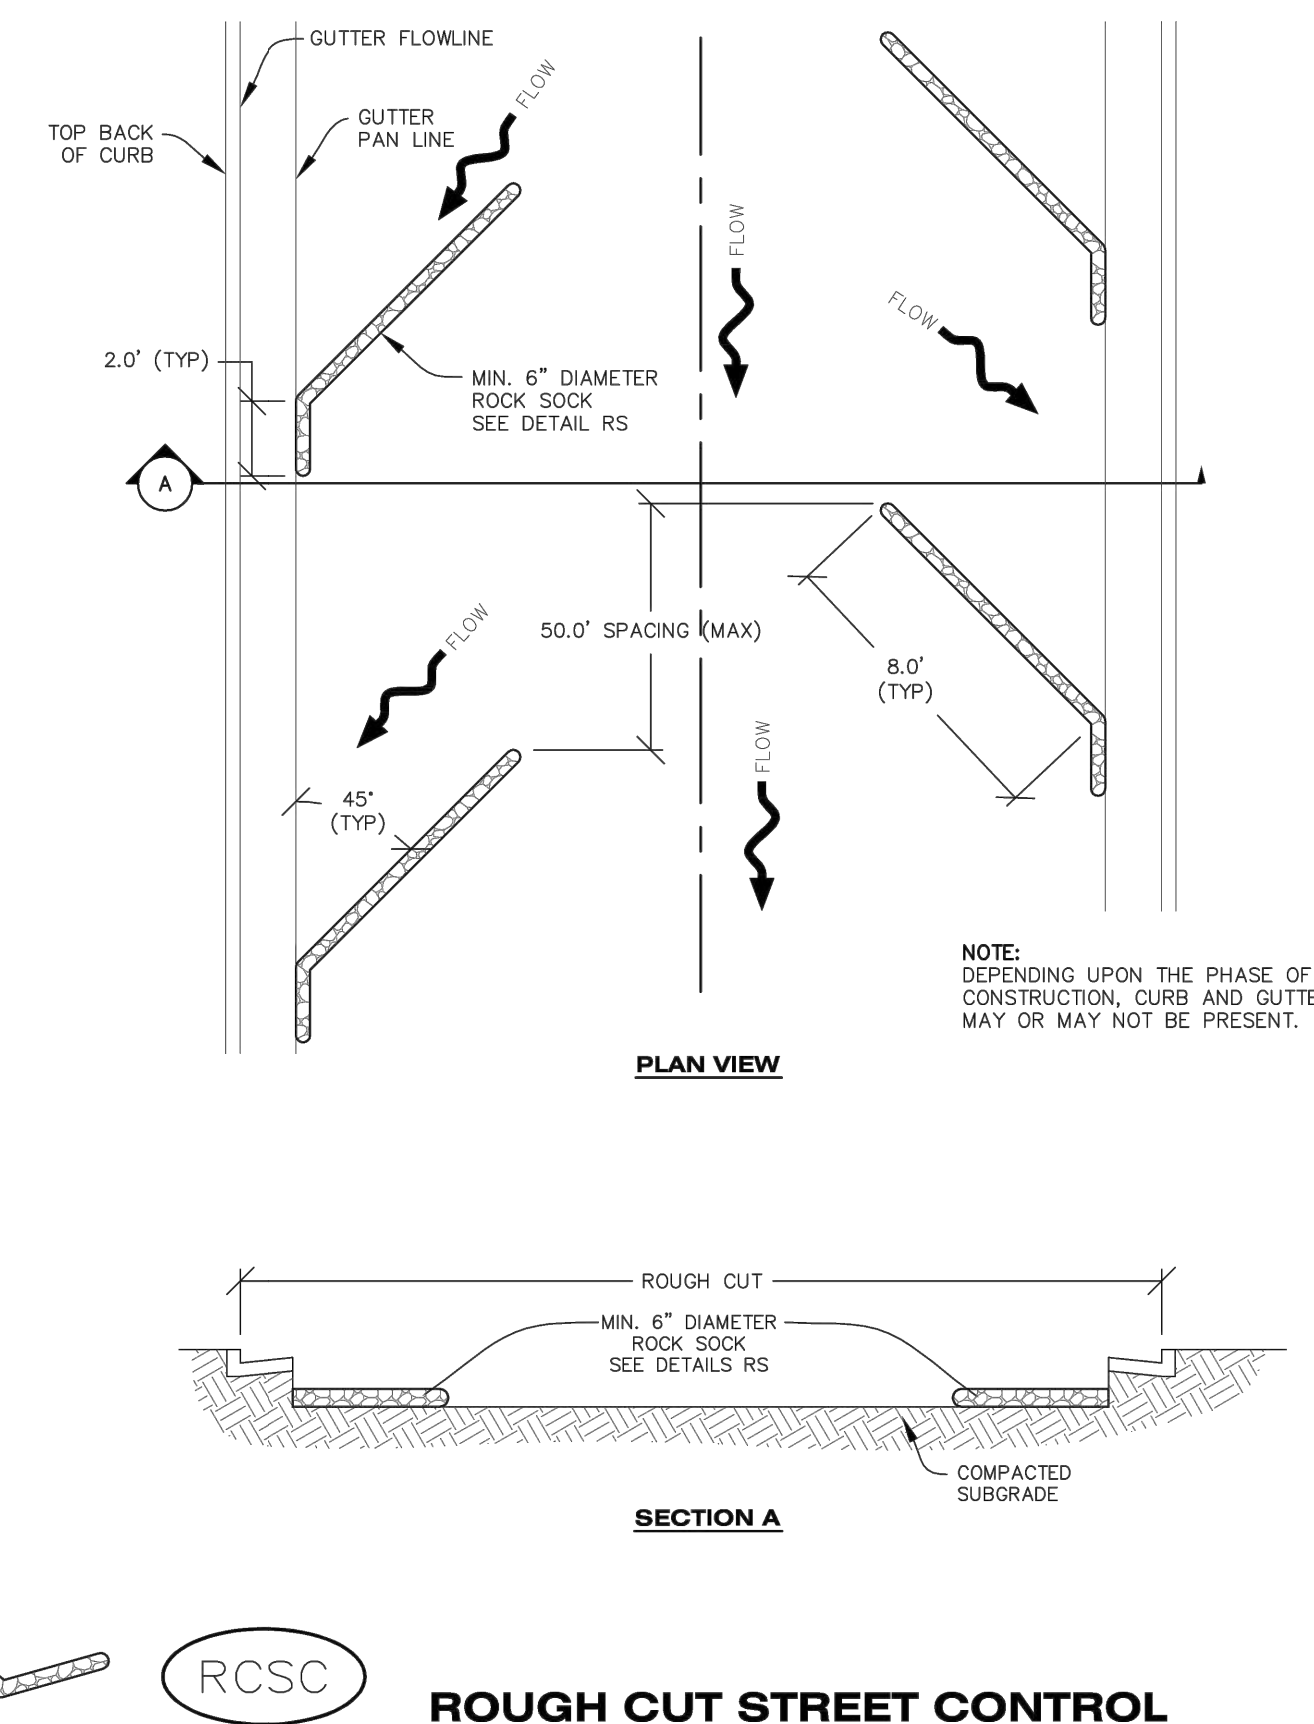 GUTTER FLOWLINE
FLOW
GUTTER
PAN LINE
TOP BACK
OF CURB
FLOW
FLOW
2.0' (TYP)
MIN. 6" DIAMETER
ROCK SOCK
SEE DETAIL RS
A
FLOW
50.0' SPACING (MAX)
8.0'
(TYP)
FLOW
45°
(TYP)
NOTE:
DEPENDING UPON THE PHASE OF
CONSTRUCTION, CURB AND GUTTE
MAY OR MAY NOT BE PRESENT.
PLAN VIEW
ROUGH CUT
MIN. 6" DIAMETER
ROCK SOCK
SEE DETAILS RS
COMPACTED
SUBGRADE
SECTION A
RCSC
ROUGH CUT STREET CONTROL